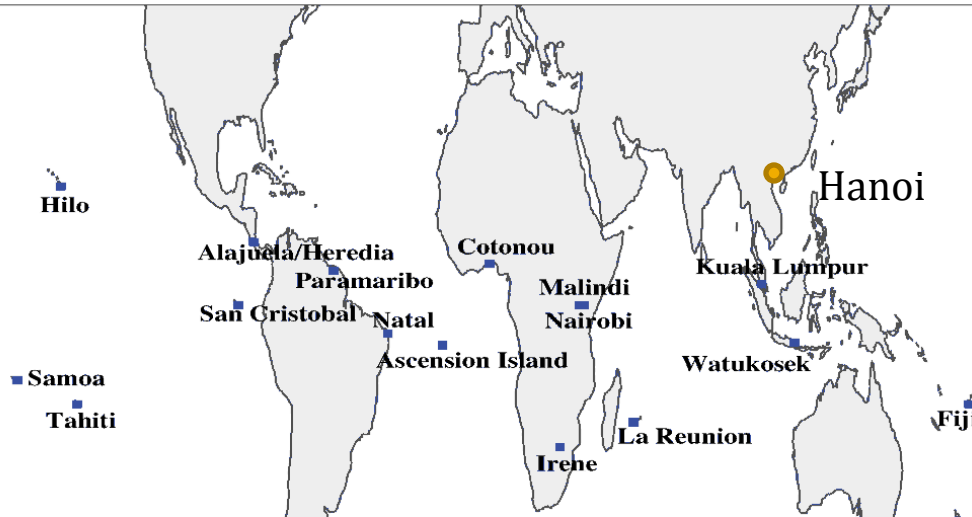 Hanoi
Hilo
Alajuela/Heredia
Cotonou
Kuala Lumpur
Paramaribo
Malindi
San Cristobal
Natal
Nairobi
Ascension Island
Watukosek
Samoa
Tahiti
Fiji
La Reunion
Irene